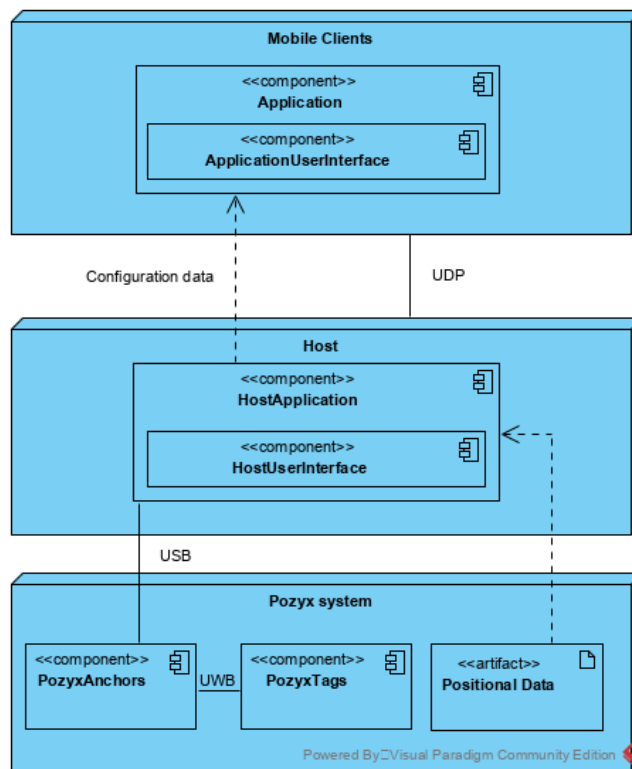 Mobile Clients
<<component>>
Application
<<component>>
ApplicationUserInterface
Configuration data
UDP
Host
<<component>>
HostApplication
<<component>>
HostUserInterface
USB
Pozyx system
<<component>>
PozyxAnchors
UWB
<<component>>
PozyxTags
<<artifact>>
Positional Data
Powered By□Visual Paradigm Community Edition